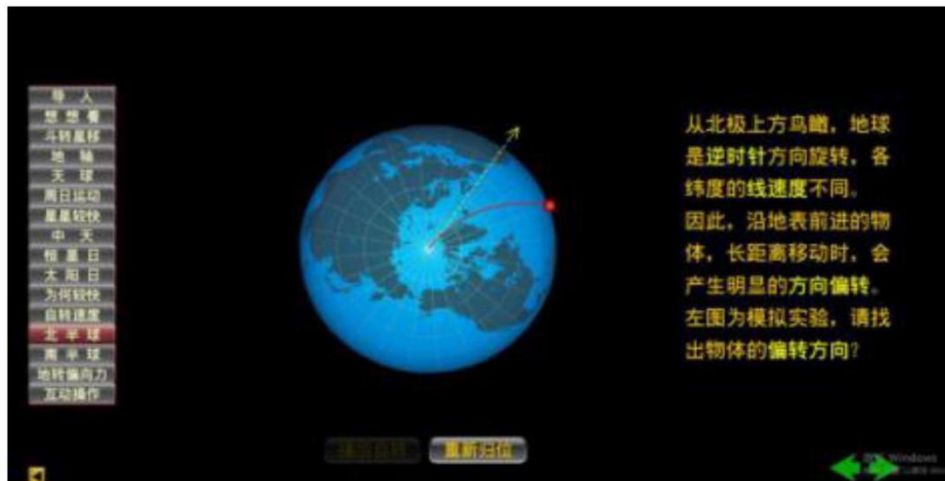 导 入
想 想 看
斗转星移
地 轴
天 球
周日运动
星星较快
中 天
恒 星 日
太 阳 日
为何较快
自转速度
北 半 球
南 半 球
地转偏向力
互动操作
从北极上方鸟瞰，地球
是逆时针方向旋转，各
纬度的线速度不同。
因此，沿地表前进的物
体，长距离移动时，会
产生明显的方向偏转。
左图为模拟实验，请找
出物体的偏转方向?
重新归位
Windows